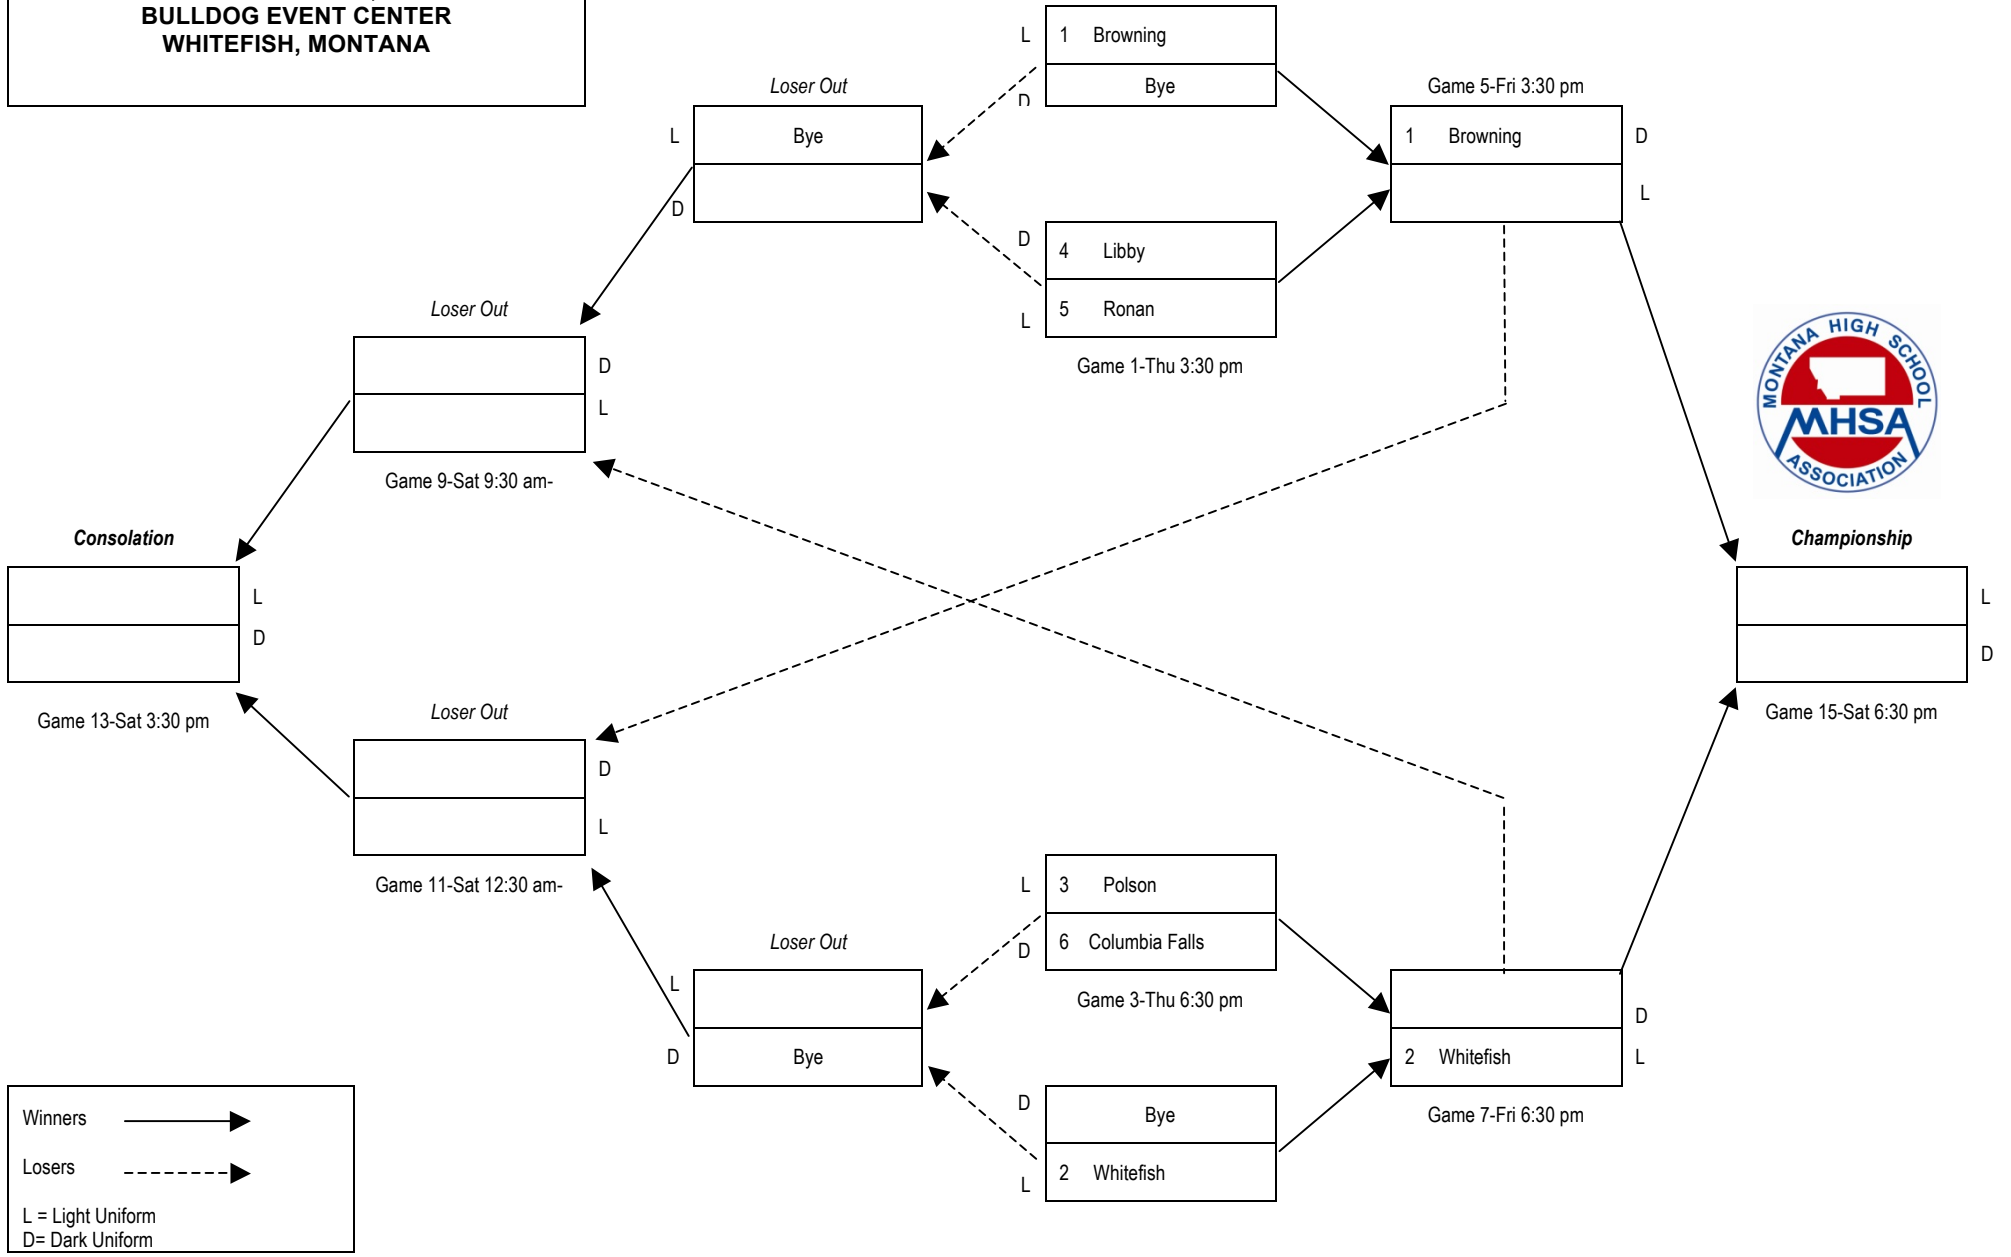 BULLDOG EVENT CENTER
WHITEFISH, MONTANA
L
1 Browning
D
Bye
Loser Out
L
Bye
D
Game 5-Fri 3:30 pm
1 Browning
D
L
D
4 Libby
L
5 Ronan
Game 1-Thu 3:30 pm
Loser Out
D
L
Game 9-Sat 9:30 am-
MONTANA HIGH SCHOOL
MHSA
ASSOCIATION
Consolation
L
D
Game 13-Sat 3:30 pm
Championship
L
D
Game 15-Sat 6:30 pm
Loser Out
D
L
Game 11-Sat 12:30 am-
L
3 Polson
D
6 Columbia Falls
Game 3-Thu 6:30 pm
Loser Out
L
D
Bye
D
2 Whitefish
L
Game 7-Fri 6:30 pm
D
Bye
L
2 Whitefish
Winners
Losers
L = Light Uniform
D= Dark Uniform